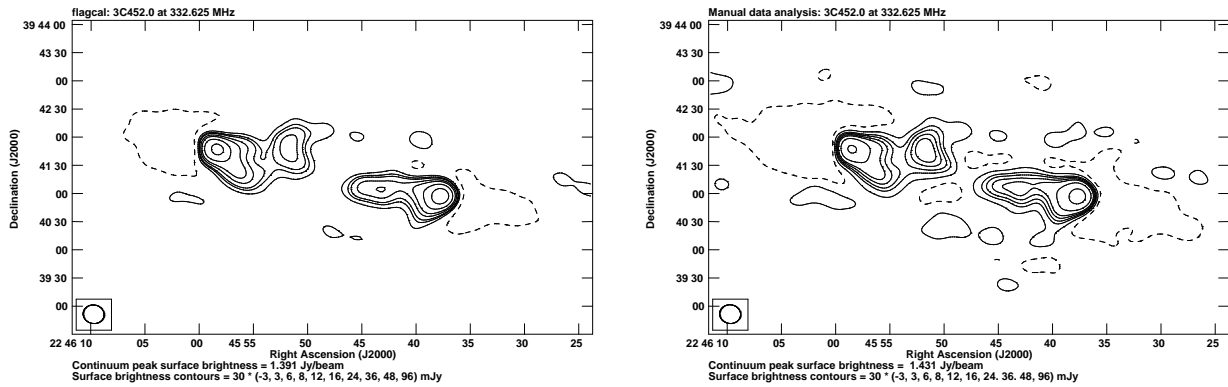 flagcal: 3C452.0 at 332.625 MHz
39 44 00
43 30
00
42 30
00
41 30
00
40 30
00
39 30
00
Declination (J2000)
22 46 10 05 00 45 55 50 45 40 35 30 25
Right Ascension (J2000)
Continuum peak surface brightness = 1.391 Jy/beam
Surface brightness contours = 30 * (-3, 3, 6, 8, 12, 16, 24, 36, 48, 96) mJy
Manual data analysis: 3C452.0 at 332.625 MHz
39 44 00
43 30
00
42 30
00
41 30
00
40 30
00
39 30
00
Declination (J2000)
22 46 10 05 00 45 55 50 45 40 35 30 25
Right Ascension (J2000)
Continuum peak surface brightness = 1.431 Jy/beam
Surface brightness contours = 30 * (-3, 3, 6, 8, 12, 16, 24. 36. 48, 96) mJy